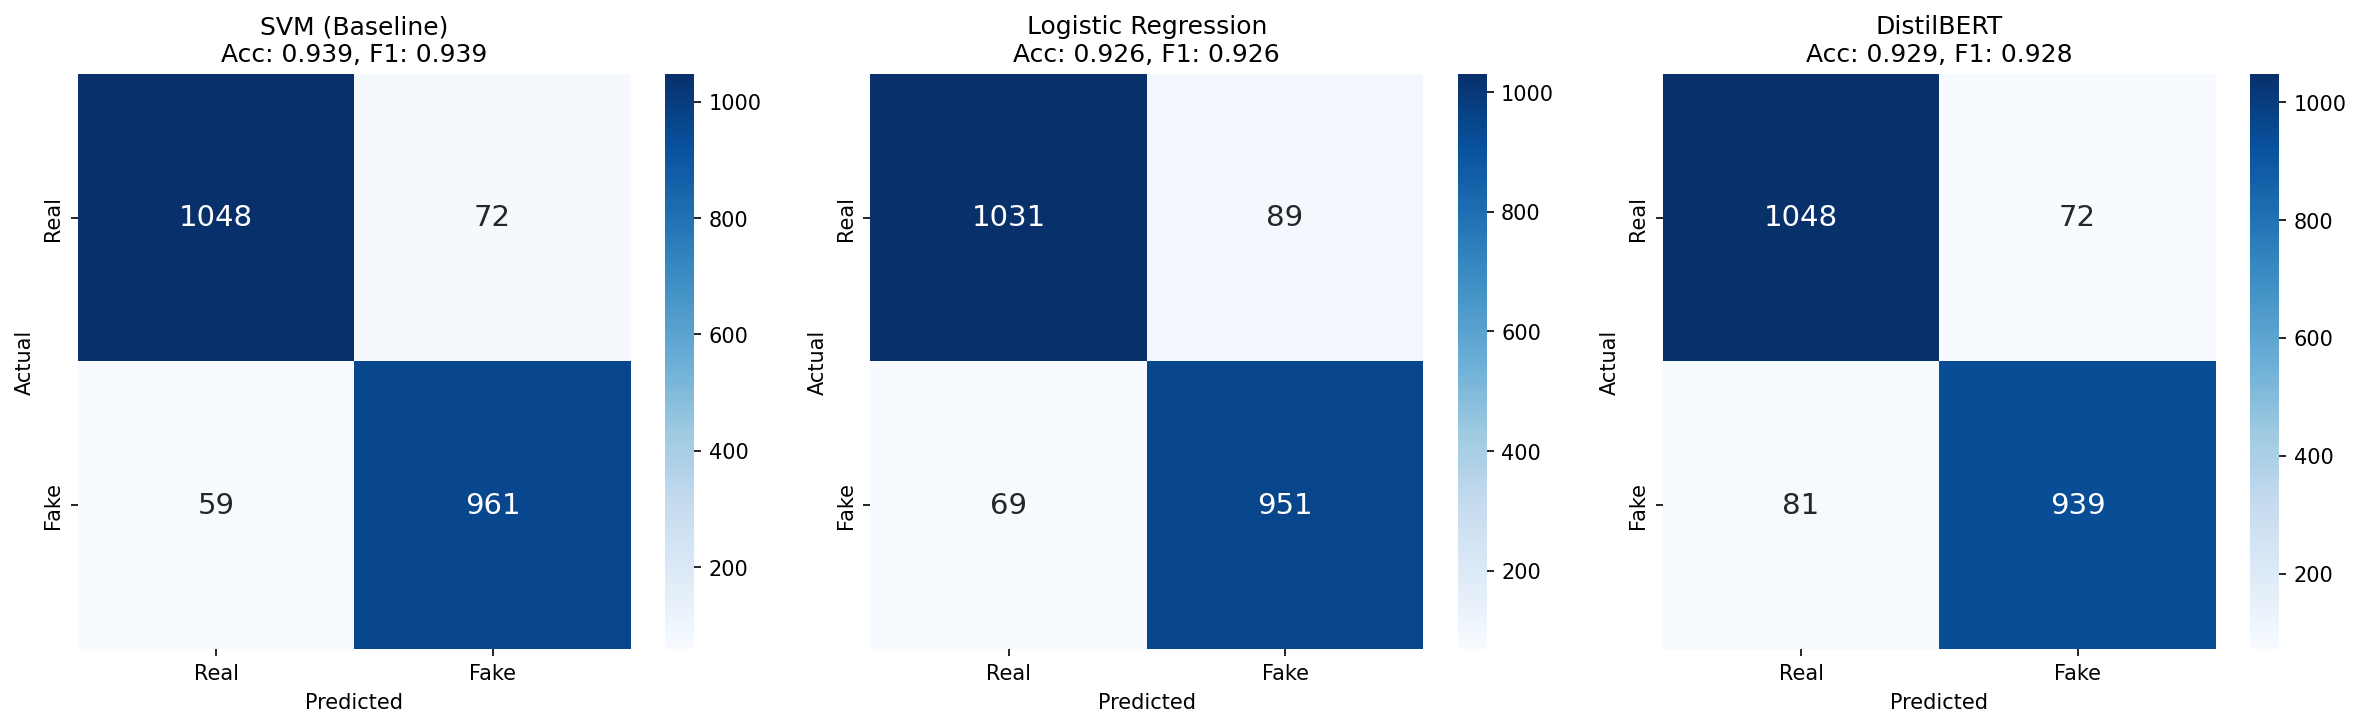 SVM (Baseline)
Acc: 0.939, F1: 0.939
Real
Fake
Actual
1048
72
59
961
Real
Fake
Predicted
1000
800
600
400
200
Logistic Regression
Acc: 0.926, F1: 0.926
Real
Fake
Actual
1031
89
69
951
Real
Fake
Predicted
1000
800
600
400
200
DistilBERT
Acc: 0.929, F1: 0.928
Real
Fake
Actual
1048
72
81
939
Real
Fake
Predicted
1000
800
600
400
200